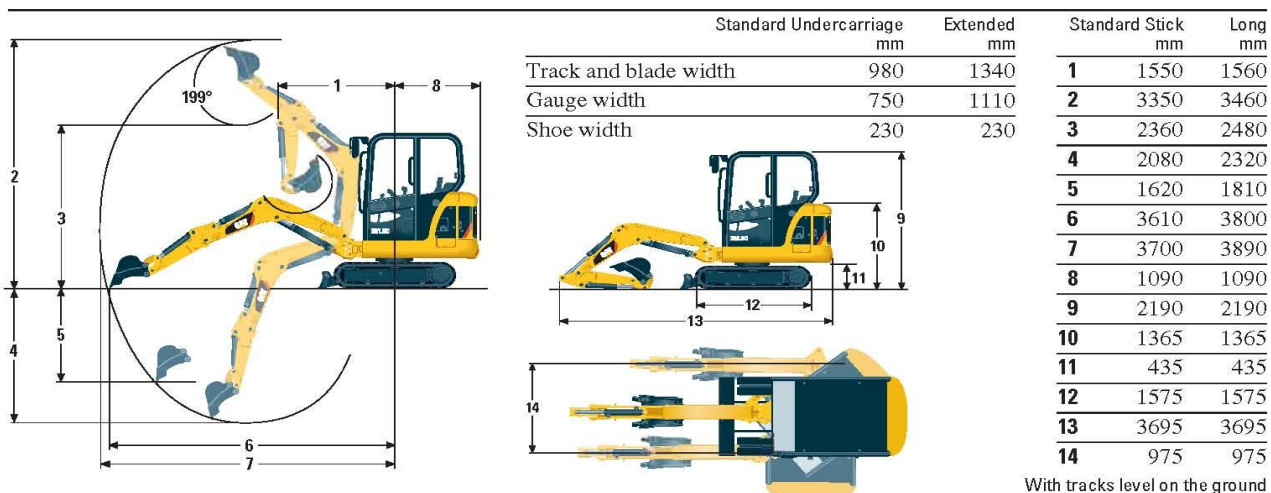 Standard Undercarriage Extended
mm mm
Track and blade width 980 1340
Gauge width 750 1110
Shoe width 230 230
Standard Stick Long
mm mm
1 1550 1560
2 3350 3460
3 2360 2480
4 2080 2320
5 1620 1810
6 3610 3800
7 3700 3890
8 1090 1090
9 2190 2190
10 1365 1365
11 435 435
12 1575 1575
13 3695 3695
14 975 975
With tracks level on the ground
1
8
199°
2
3
4
5
6
7
9
10
11
12
13
14